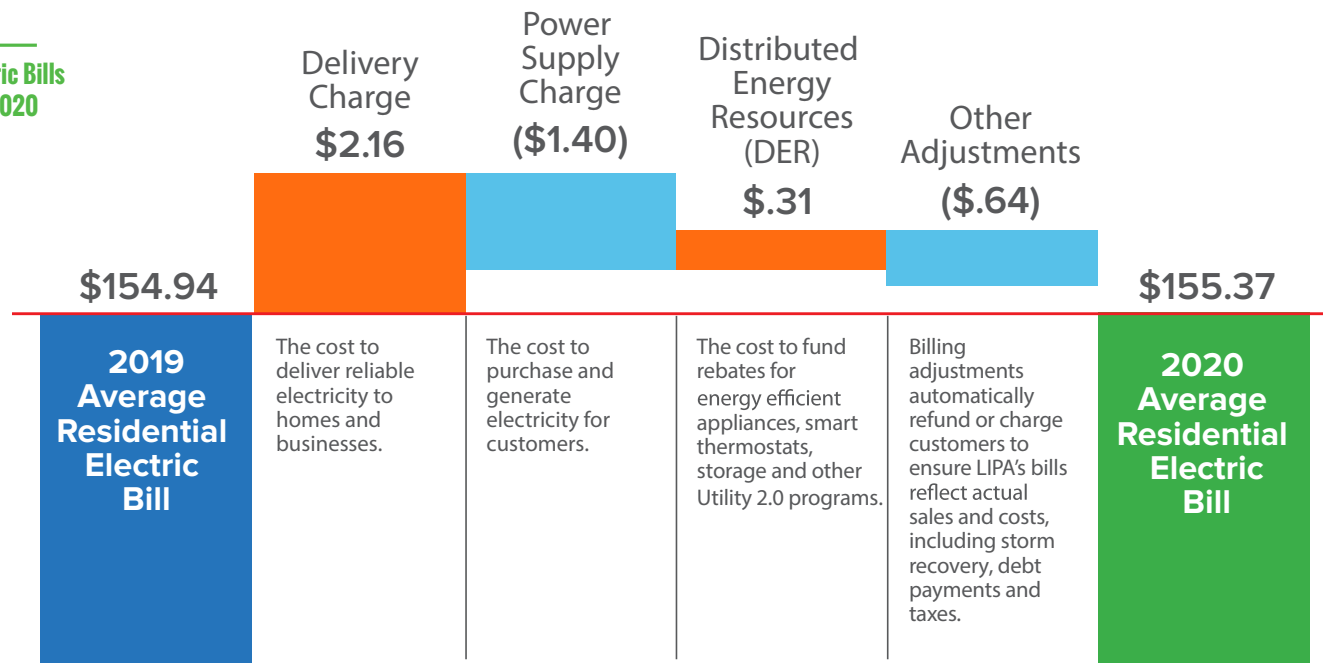 ric Bills
020
Delivery
Charge
$2.16
Power
Supply
Charge
($1.40)
Distributed
Energy
Resources
(DER)
$.31
Other
Adjustments
($.64)
$154.94
$155.37
2019
Average
Residential
Electric
Bill
The cost to
deliver reliable
electricity to
homes and
businesses.
The cost to
purchase and
generate
electricity for
customers.
The cost to fund
rebates for
energy efficient
appliances, smart
thermostats,
storage and other
Utility 2.0 programs.
Billing
adjustments
automatically
refund or charge
customers to
ensure LIPA's bills
reflect actual
sales and costs,
including storm
recovery, debt
payments and
taxes.
2020
Average
Residential
Electric
Bill